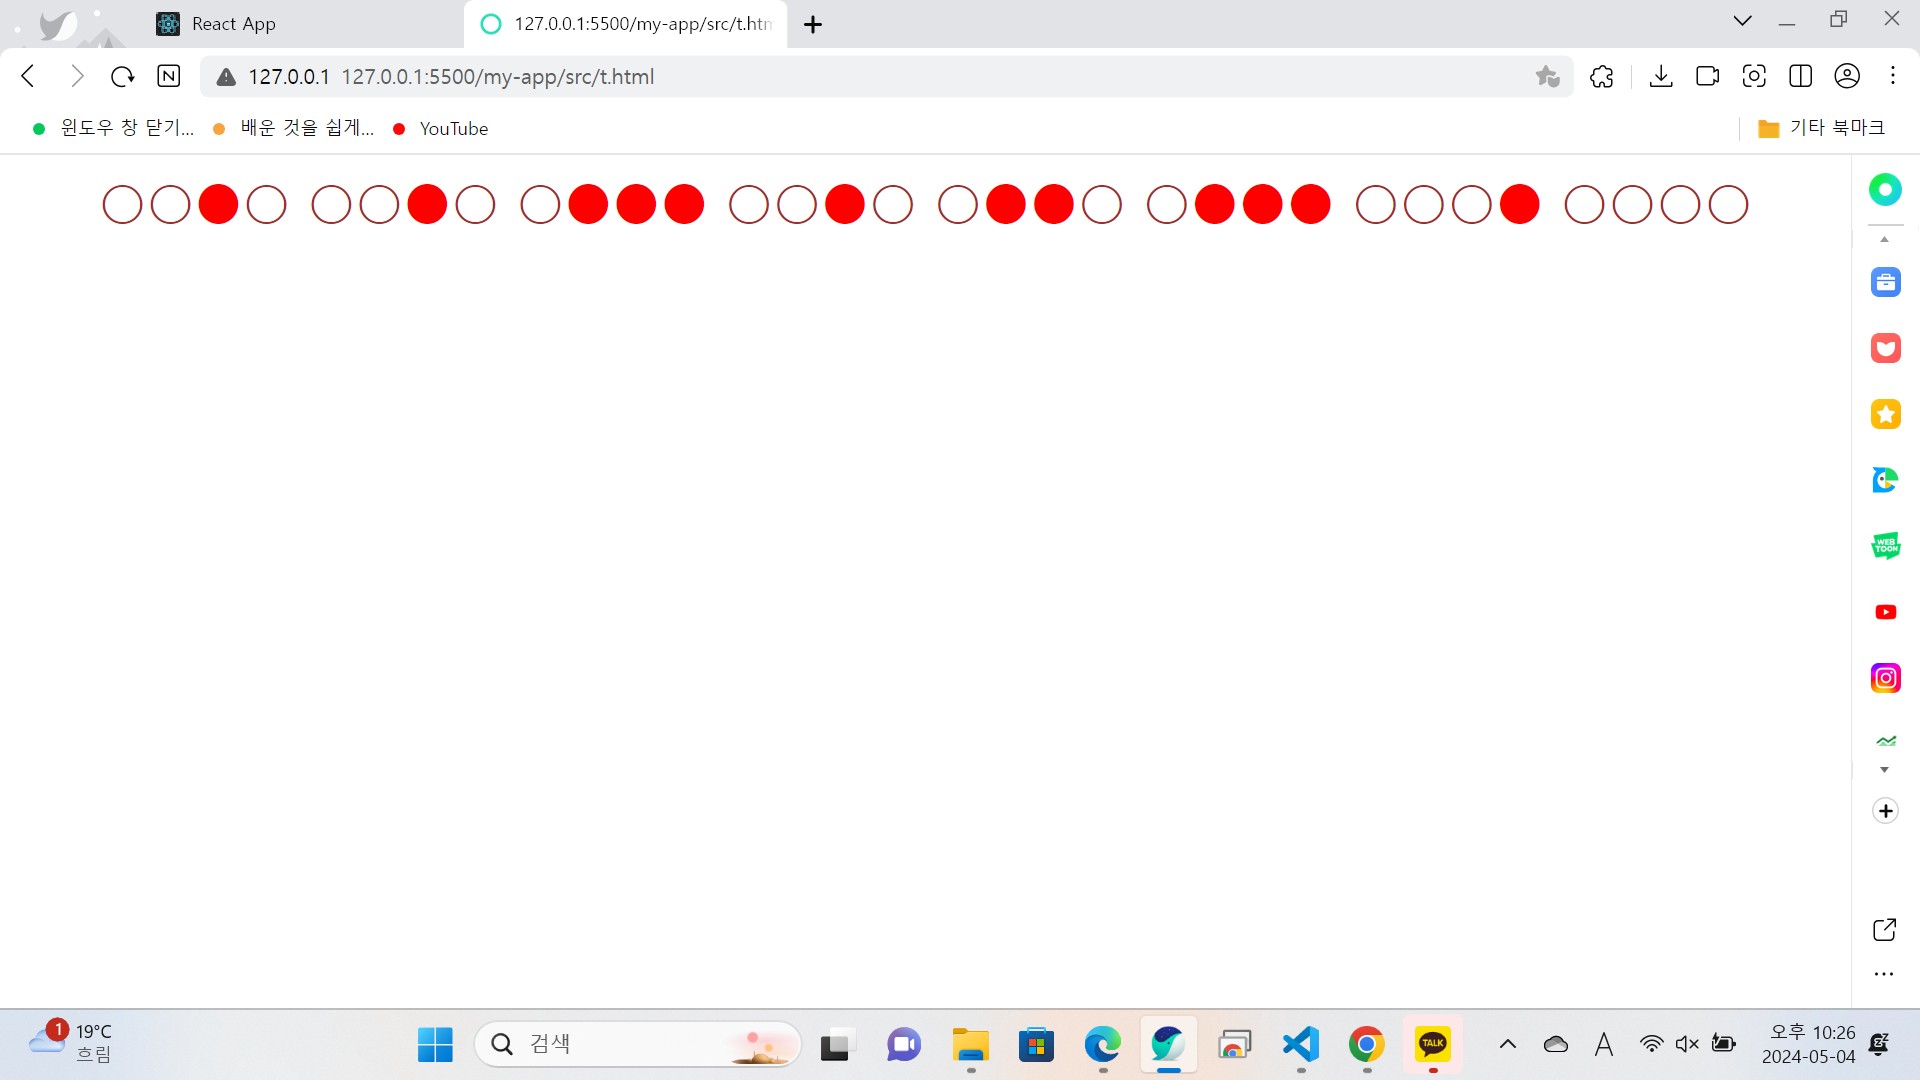 React App
127.0.0.1:5500/my-app/src/t.htm
127.0.0.1 127.0.0.1:5500/my-app/src/t.html
윈도우 창 닫기... 배운 것을 쉽게... YouTube 기타 북마크
WEB
TOON
1 19°C
흐림
검색
TALK
A
오후 10:26
2024-05-04